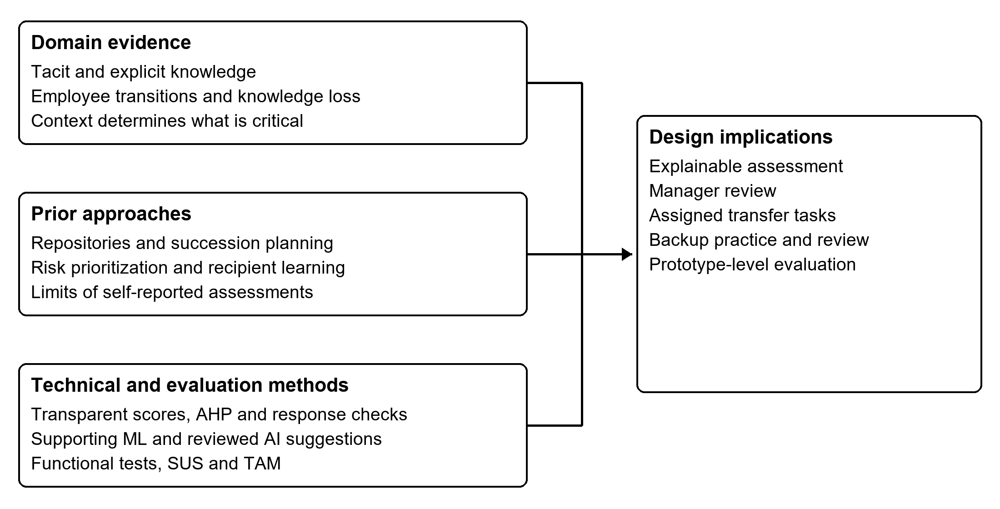 Domain evidence
Tacit and explicit knowledge
Employee transitions and knowledge loss
Context determines what is critical
Prior approaches
Repositories and succession planning
Risk prioritization and recipient learning
Limits of self-reported assessments
Technical and evaluation methods
Transparent scores, AHP and response checks
Supporting ML and reviewed AI suggestions
Functional tests, SUS and TAM
Design implications
Explainable assessment
Manager review
Assigned transfer tasks
Backup practice and review
Prototype-level evaluation